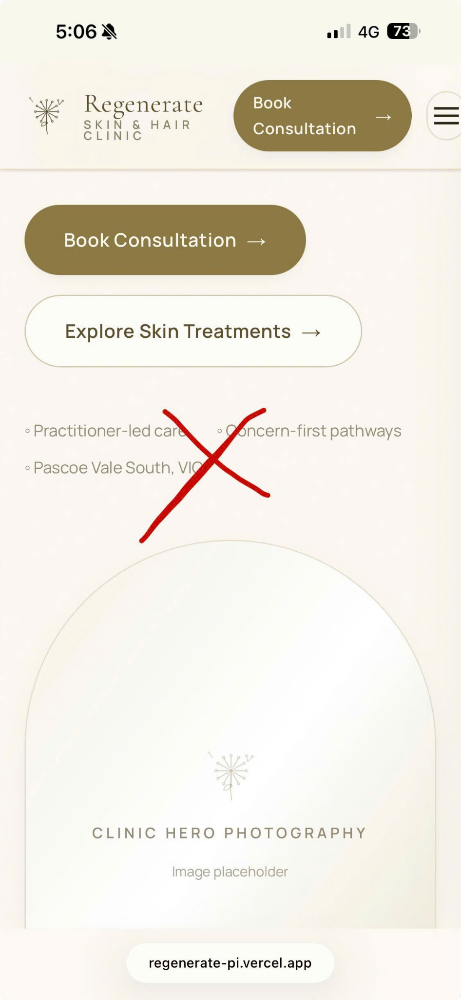 5:06
4G 73
Regenerate
SKIN & HAIR
CLINIC
Book
Consultation →
Book Consultation →
Explore Skin Treatments →
Practitioner-led care
Concern-first pathways
Pascoe Vale South, VIC
CLINIC HERO PHOTOGRAPHY
Image placeholder
regenerate-pi.vercel.app